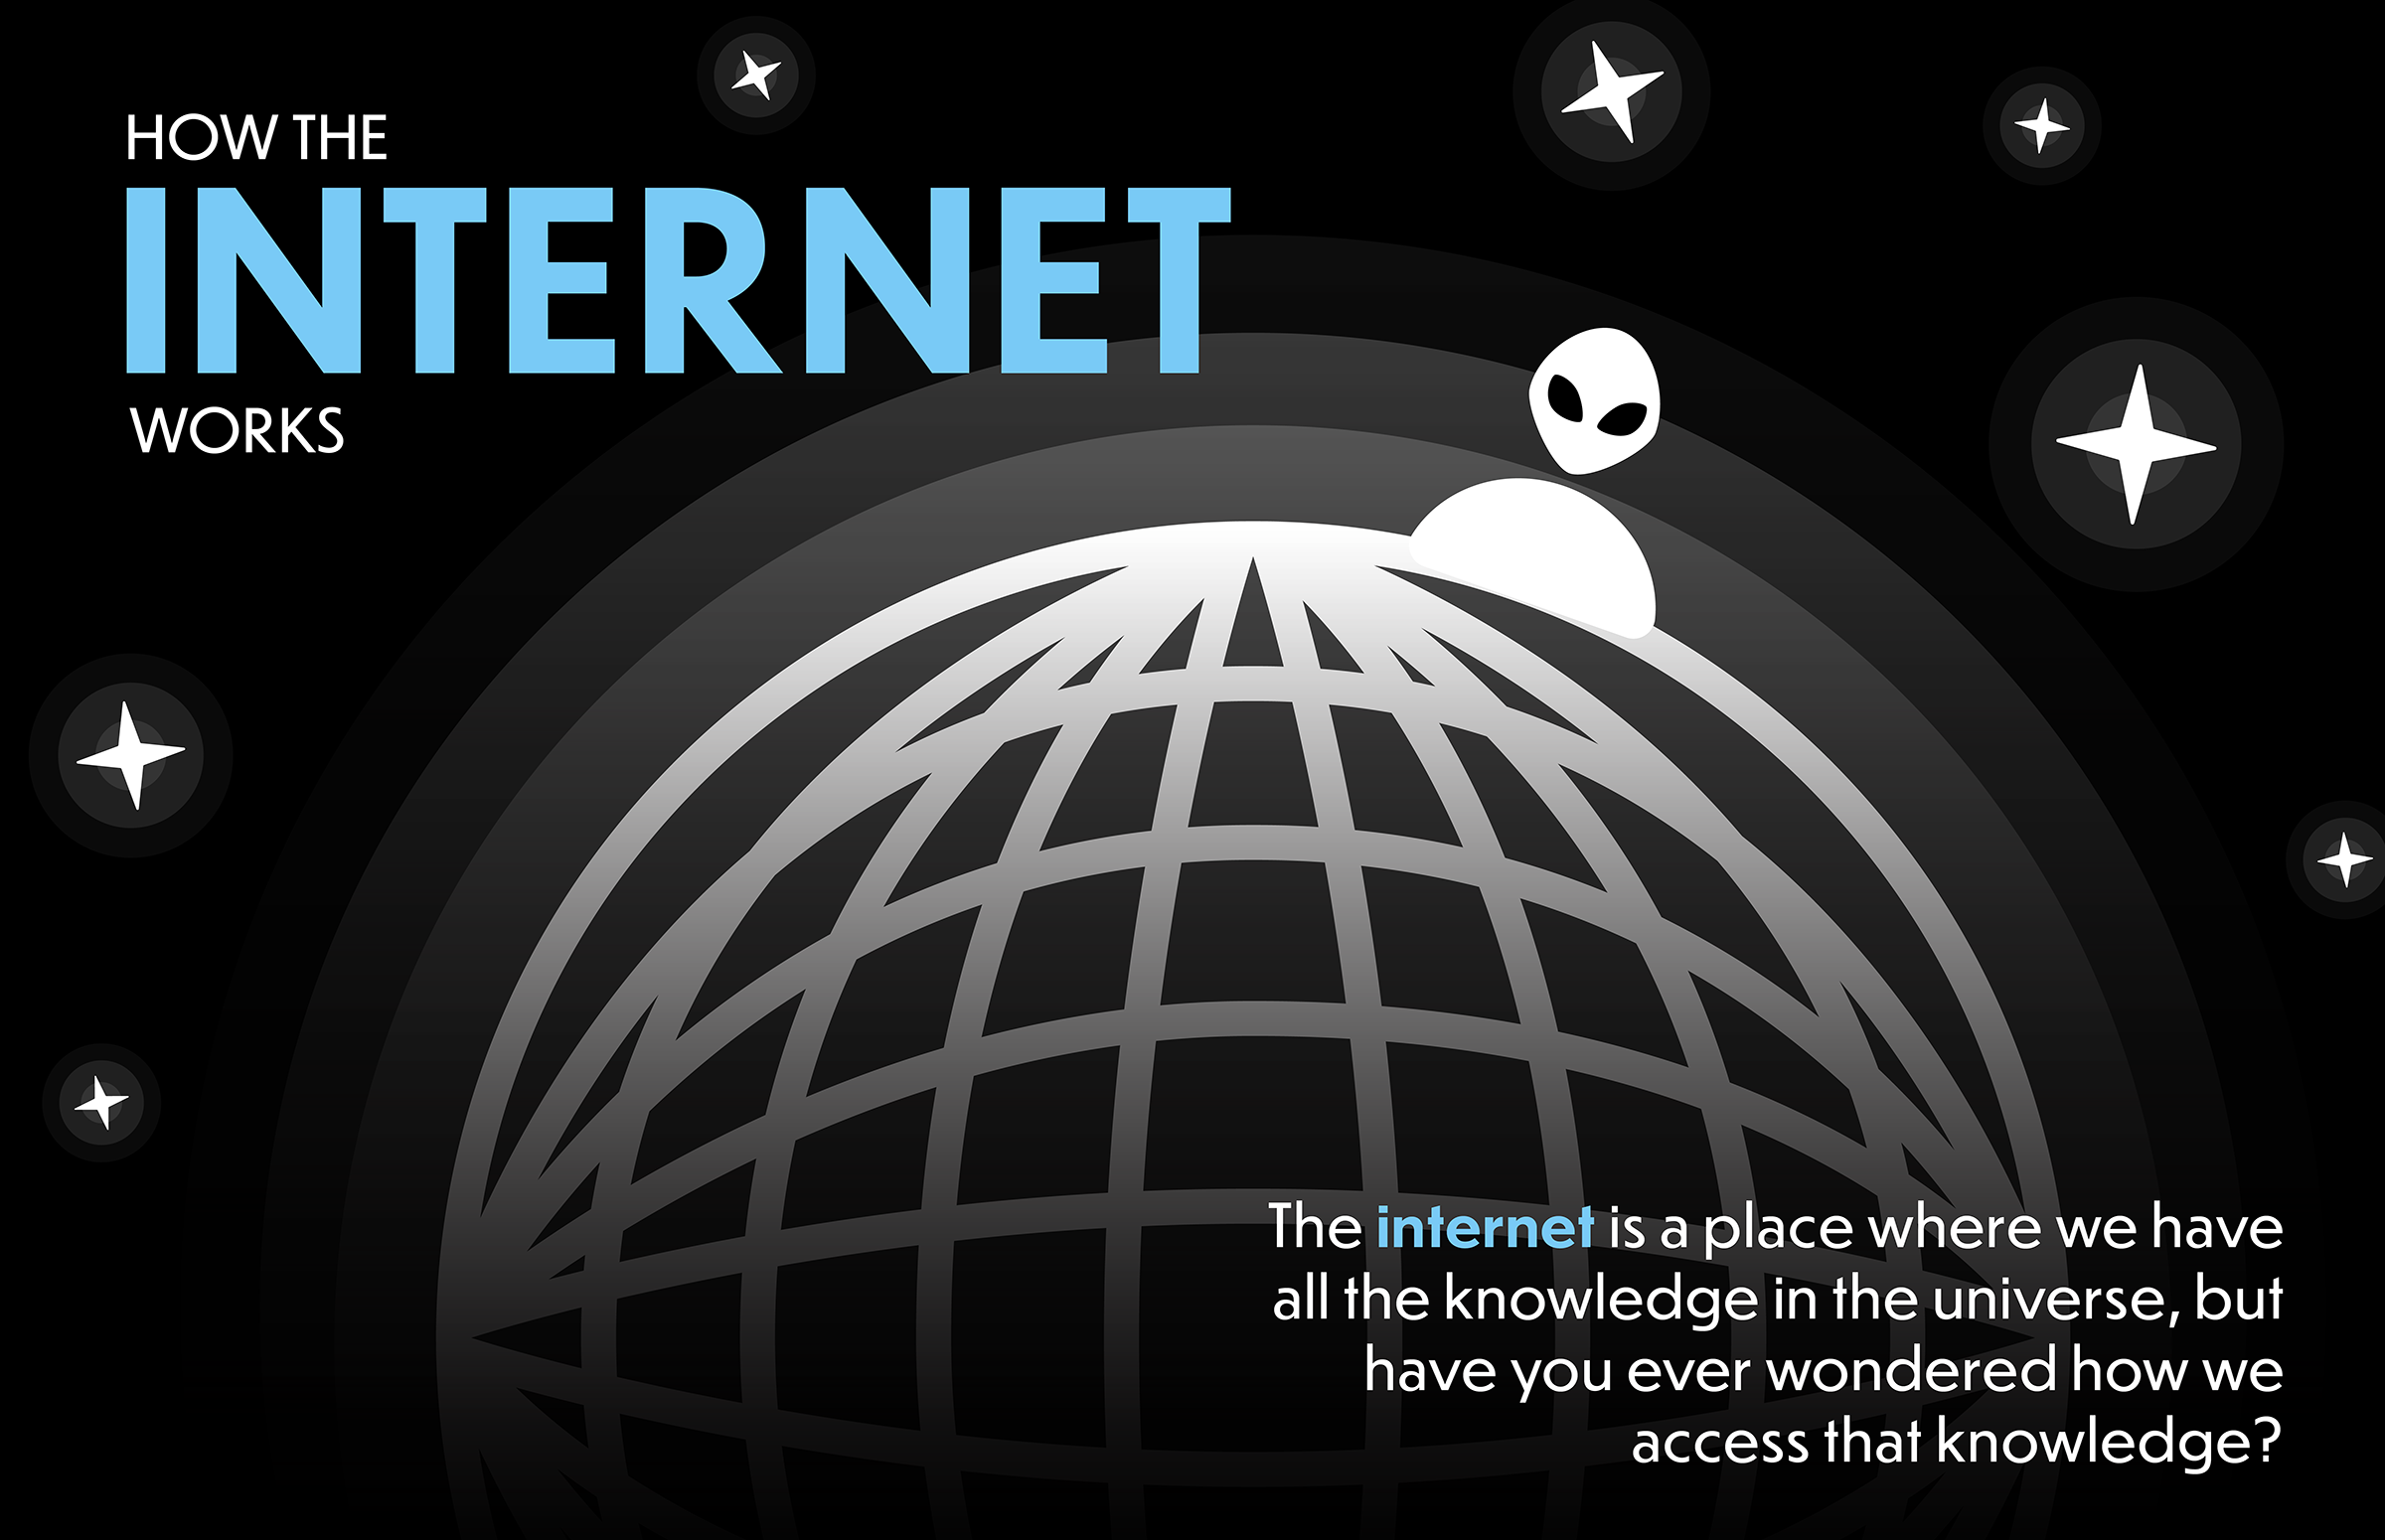 HOW THE
INTERNET
WORKS
The internet is a place where we have
all the knowledge in the universe, but
have you ever wondered how we
access that knowledge?